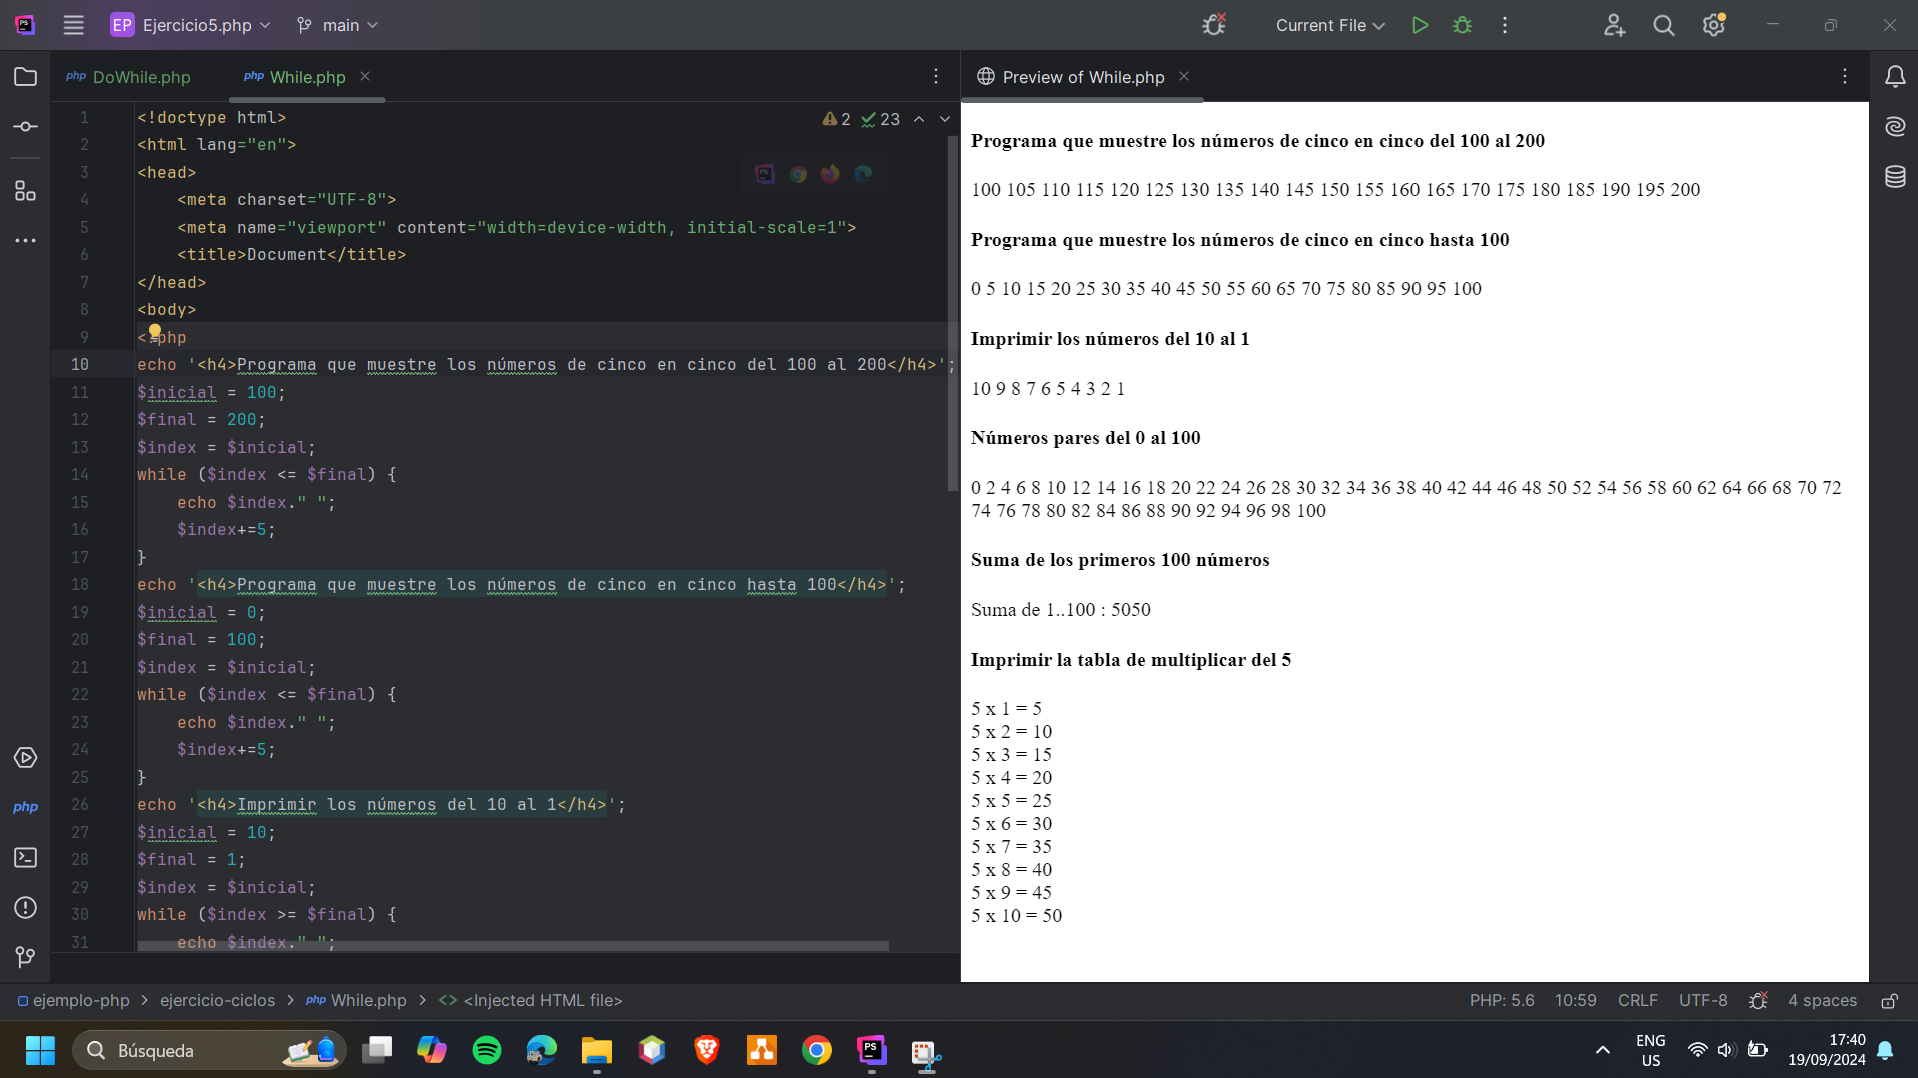 EP Ejercicio5.php main Current File
php DoWhile.php php While.php
Preview of While.php
2 23
1 <!doctype html>
2 <html lang="en">
3 <head>
4 <meta charset="UTF-8">
5 <meta name="viewport" content="width=device-width, initial-scale=1">
6 <title>Document</title>
7 </head>
8 <body>
9 <?php
10 echo '<h4>Programa que muestre los números de cinco en cinco del 100 al 200</h4>';
11 $inicial = 100;
12 $final = 200;
13 $index = $inicial;
14 while ($index <= $final) {
15 echo $index." ";
16 $index+=5;
17 }
18 echo '<h4>Programa que muestre los números de cinco en cinco hasta 100</h4>';
19 $inicial = 0;
20 $final = 100;
21 $index = $inicial;
22 while ($index <= $final) {
23 echo $index." ";
24 $index+=5;
25 }
26 echo '<h4>Imprimir los números del 10 al 1</h4>';
27 $inicial = 10;
28 $final = 1;
29 $index = $inicial;
30 while ($index >= $final) {
31 echo $index." ";
Programa que muestre los números de cinco en cinco del 100 al 200
100 105 110 115 120 125 130 135 140 145 150 155 160 165 170 175 180 185 190 195 200
Programa que muestre los números de cinco en cinco hasta 100
0 5 10 15 20 25 30 35 40 45 50 55 60 65 70 75 80 85 90 95 100
Imprimir los números del 10 al 1
10 9 8 7 6 5 4 3 2 1
Números pares del 0 al 100
0 2 4 6 8 10 12 14 16 18 20 22 24 26 28 30 32 34 36 38 40 42 44 46 48 50 52 54 56 58 60 62 64 66 68 70 72
74 76 78 80 82 84 86 88 90 92 94 96 98 100
Suma de los primeros 100 números
Suma de 1..100 : 5050
Imprimir la tabla de multiplicar del 5
5 x 1 = 5
5 x 2 = 10
5 x 3 = 15
5 x 4 = 20
5 x 5 = 25
5 x 6 = 30
5 x 7 = 35
5 x 8 = 40
5 x 9 = 45
5 x 10 = 50
php
ejemplo-php > ejercicio-ciclos > php While.php > <> <Injected HTML file>
PHP: 5.6 10:59 CRLF UTF-8 4 spaces
Búsqueda
PS
ENG
US
17:40
19/09/2024